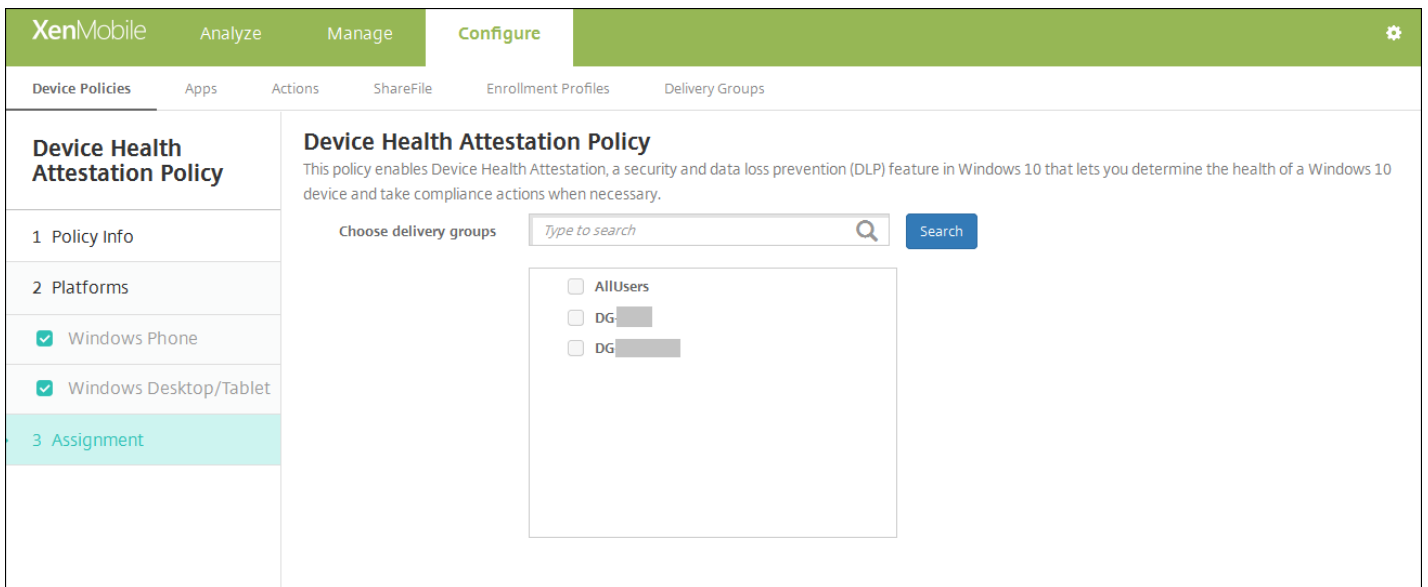 XenMobile Analyze Manage Configure
Device Policies Apps Actions ShareFile Enrollment Profiles Delivery Groups
Device Health
Attestation Policy
1 Policy Info
2 Platforms
Windows Phone
Windows Desktop/Tablet
3 Assignment
Device Health Attestation Policy
This policy enables Device Health Attestation, a security and data loss prevention (DLP) feature in Windows 10 that lets you determine the health of a Windows 10
device and take compliance actions when necessary.
Choose delivery groups Type to search Search
AllUsers
DG-
DG